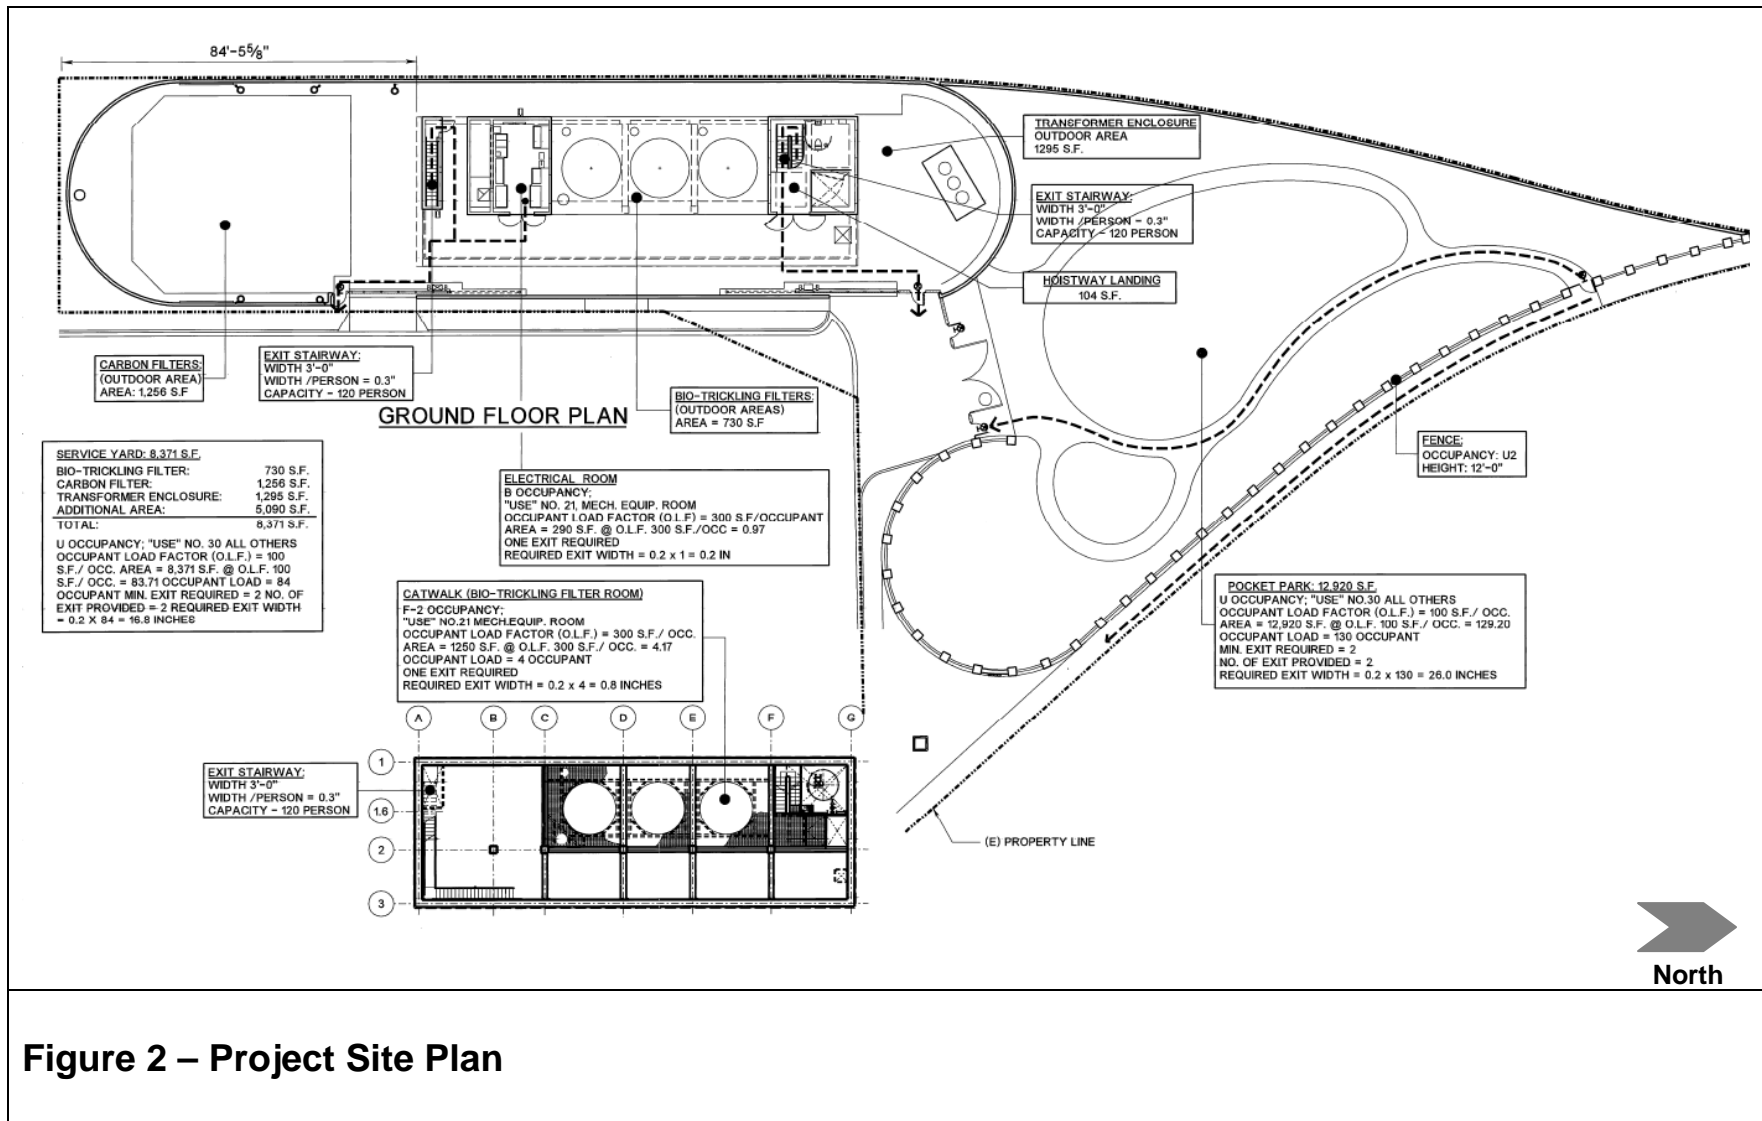 84'-5⅝"
TRANSFORMER ENCLOSURE
OUTDOOR AREA
1295 S.F.
EXIT STAIRWAY:
WIDTH 3'-0"
WIDTH /PERSON = 0.3"
CAPACITY - 120 PERSON
HOISTWAY LANDING
104 S.F.
CARBON FILTERS:
(OUTDOOR AREA)
AREA: 1,256 S.F
EXIT STAIRWAY:
WIDTH 3'-0"
WIDTH /PERSON = 0.3"
CAPACITY - 120 PERSON
GROUND FLOOR PLAN
BIO-TRICKLING FILTERS:
(OUTDOOR AREAS)
AREA = 730 S.F
FENCE:
OCCUPANCY: U2
HEIGHT: 12'-0"
SERVICE YARD: 8,371 S.F.
BIO-TRICKLING FILTER: 730 S.F.
CARBON FILTER: 1,256 S.F.
TRANSFORMER ENCLOSURE: 1,295 S.F.
ADDITIONAL AREA: 5,090 S.F.
TOTAL: 8,371 S.F.
U OCCUPANCY; "USE" NO. 30 ALL OTHERS
OCCUPANT LOAD FACTOR (O.L.F.) = 100
S.F./ OCC. AREA = 8,371 S.F. @ O.L.F. 100
S.F./ OCC. = 83.71 OCCUPANT LOAD = 84
OCCUPANT MIN. EXIT REQUIRED = 2 NO. OF
EXIT PROVIDED = 2 REQUIRED EXIT WIDTH
= 0.2 X 84 = 16.8 INCHES
ELECTRICAL ROOM
B OCCUPANCY;
"USE" NO. 21, MECH. EQUIP. ROOM
OCCUPANT LOAD FACTOR (O.L.F) = 300 S.F/OCCUPANT
AREA = 290 S.F. @ O.L.F. 300 S.F./OCC = 0.97
ONE EXIT REQUIRED
REQUIRED EXIT WIDTH = 0.2 x 1 = 0.2 IN
CATWALK (BIO-TRICKLING FILTER ROOM)
F-2 OCCUPANCY;
"USE" NO.21 MECH.EQUIP. ROOM
OCCUPANT LOAD FACTOR (O.L.F.) = 300 S.F./ OCC.
AREA = 1250 S.F. @ O.L.F. 300 S.F./ OCC. = 4.17
OCCUPANT LOAD = 4 OCCUPANT
ONE EXIT REQUIRED
REQUIRED EXIT WIDTH = 0.2 x 4 = 0.8 INCHES
POCKET PARK: 12,920 S.F.
U OCCUPANCY; "USE" NO.30 ALL OTHERS
OCCUPANT LOAD FACTOR (O.L.F.) = 100 S.F./ OCC.
AREA = 12,920 S.F. @ O.L.F. 100 S.F./ OCC. = 129.20
OCCUPANT LOAD = 130 OCCUPANT
MIN. EXIT REQUIRED = 2
NO. OF EXIT PROVIDED = 2
REQUIRED EXIT WIDTH = 0.2 x 130 = 26.0 INCHES
A B C D E F G
1
EXIT STAIRWAY:
WIDTH 3'-0"
WIDTH /PERSON = 0.3"
CAPACITY - 120 PERSON
1.6
2
3
(E) PROPERTY LINE
North
Figure 2 – Project Site Plan